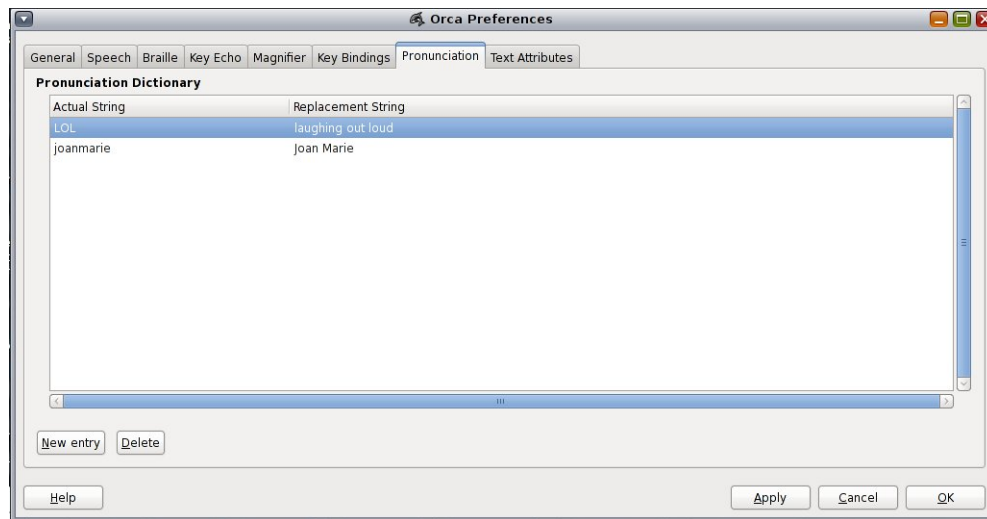 Orca Preferences
General Speech Braille Key Echo Magnifier Key Bindings Pronunciation Text Attributes
Pronunciation Dictionary
Actual String Replacement String
LOL laughing out loud
joanmarie Joan Marie
New entry Delete
Help Apply Cancel OK